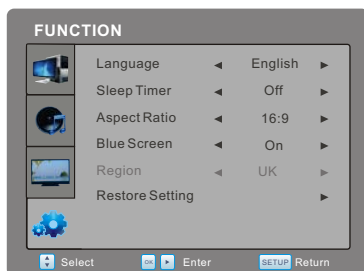 FUNCTION
Language ◄ English ►
Sleep Timer ◄ Off ►
Aspect Ratio ◄ 16:9 ►
Blue Screen ◄ On ►
Region ◄ UK ►
Restore Setting ►
Select OK Enter SETUP Return